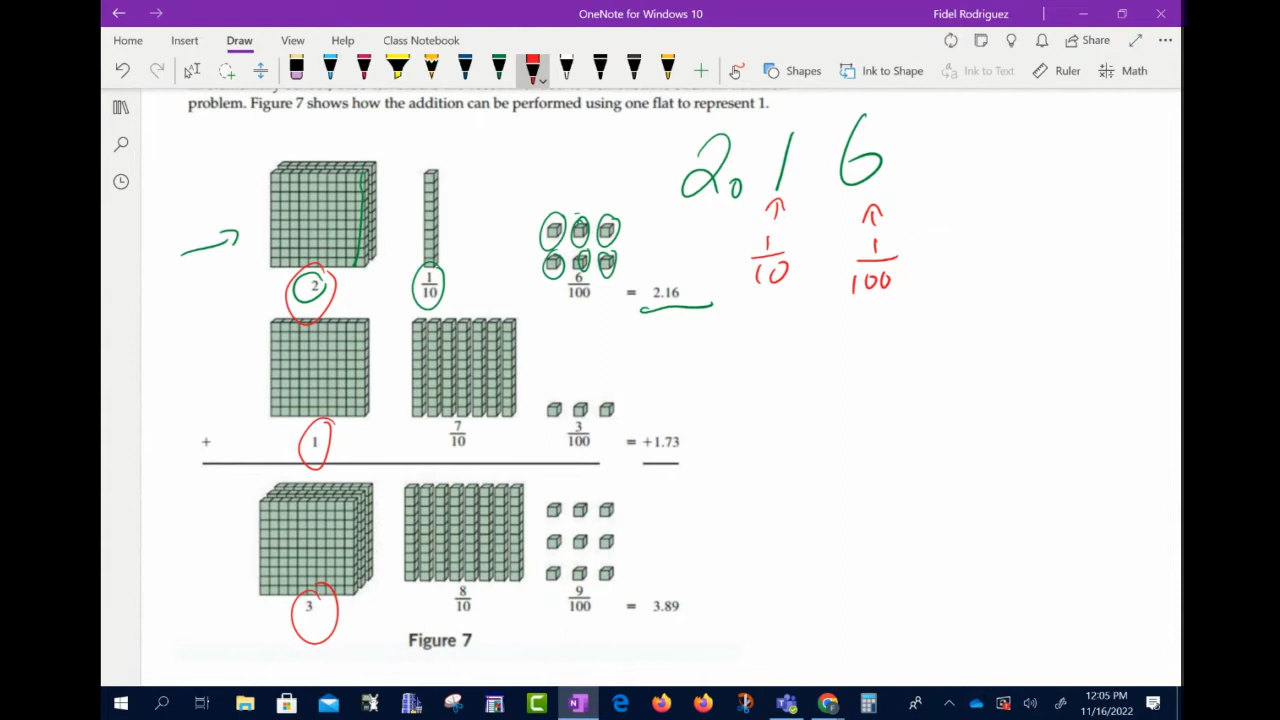 OneNote for Windows 10
Fidel Rodriguez
Home Insert Draw View Help Class Notebook
Share
Shapes Ink to Shape Ink to Text Ruler Math
problem. Figure 7 shows how the addition can be performed using one flat to represent 1.
2.16
1/10 1/100
2 1/10 6/100 = 2.16
+ 1 7/10 3/100 = +1.73
3 8/10 9/100 = 3.89
Figure 7
12:05 PM
11/16/2022